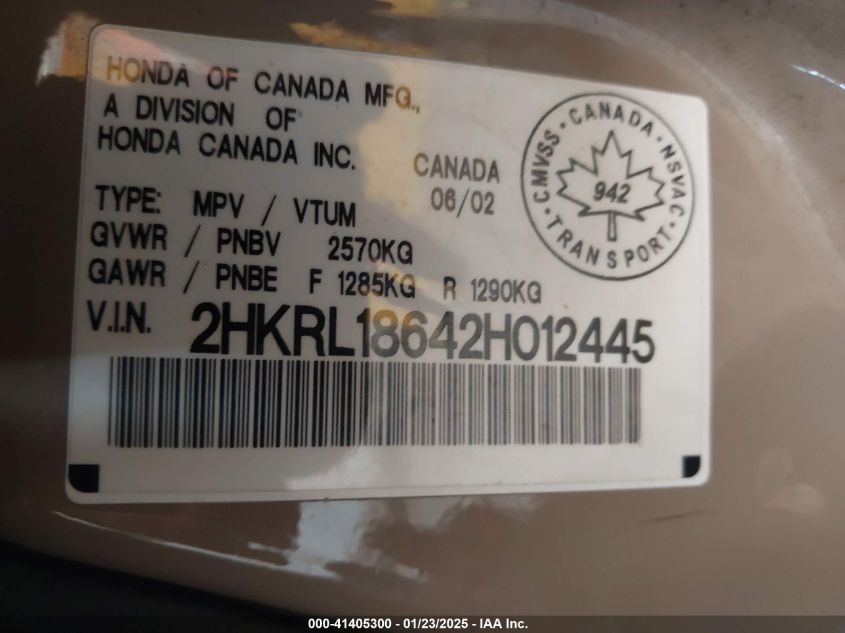 HONDA OF CANADA MFG.,
A DIVISION OF
HONDA CANADA INC.
CANADA
06/02
CMVSS · CANADA · NSVAC ·
942
TRANSPORT
TYPE: MPV / VTUM
GVWR / PNBV 2570KG
GAWR / PNBE F 1285KG R 1290KG
V.I.N. 2HKRL18642H012445
000-41405300 - 01/23/2025 - IAA Inc.